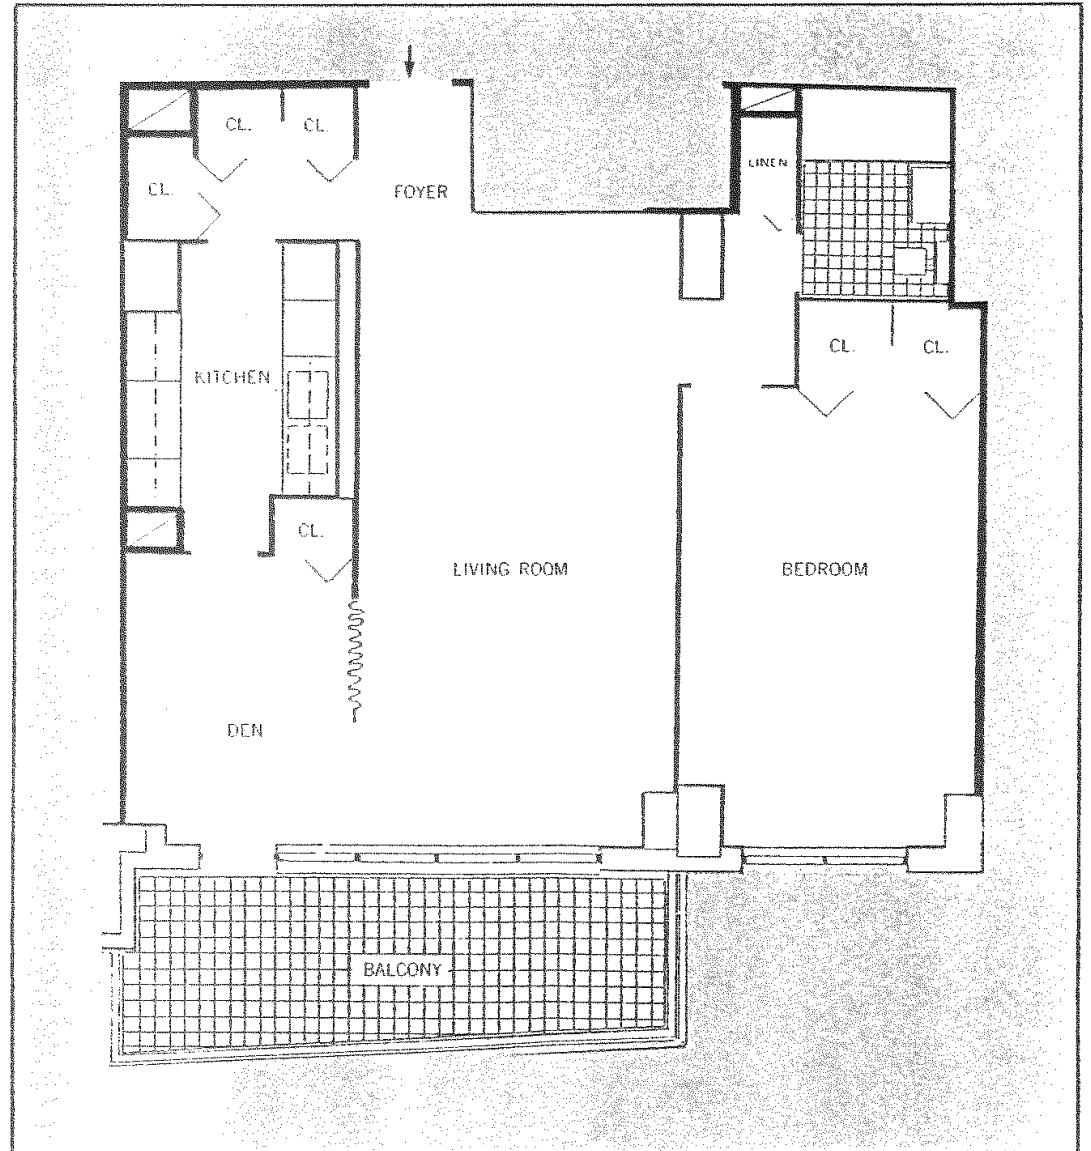 CL.
CL.
LINEN
CL.
FOYER
CL.
CL.
KITCHEN
CL.
LIVING ROOM
BEDROOM
DEN
BALCONY